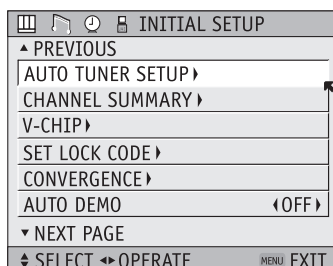 INITIAL SETUP
▲ PREVIOUS
AUTO TUNER SETUP
CHANNEL SUMMARY
V-CHIP
SET LOCK CODE
CONVERGENCE
AUTO DEMO ◀OFF▶
▼ NEXT PAGE
SELECT ◀▶ OPERATE MENU EXIT